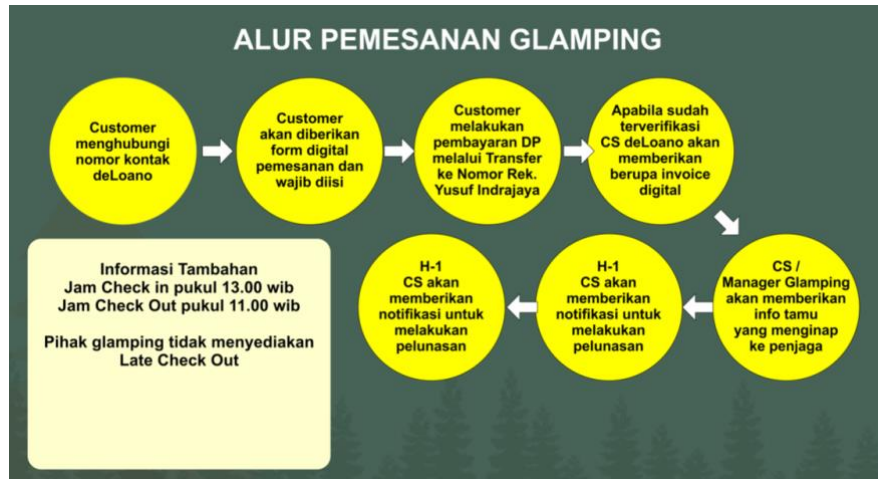 ALUR PEMESANAN GLAMPING
Customer
menghubungi
nomor kontak
deLoano
Customer
akan diberikan
form digital
pemesanan dan
wajib diisi
Customer
melakukan
pembayaran DP
melalui Transfer
ke Nomor Rek.
Yusuf Indrajaya
Apabila sudah
terverifikasi
CS deLoano akan
memberikan
berupa invoice
digital
CS /
Manager Glamping
akan memberikan
info tamu
yang menginap
ke penjaga
H-1
CS akan
memberikan
notifikasi untuk
melakukan
pelunasan
H-1
CS akan
memberikan
notifikasi untuk
melakukan
pelunasan
Informasi Tambahan
Jam Check in pukul 13.00 wib
Jam Check Out pukul 11.00 wib
Pihak glamping tidak menyediakan
Late Check Out